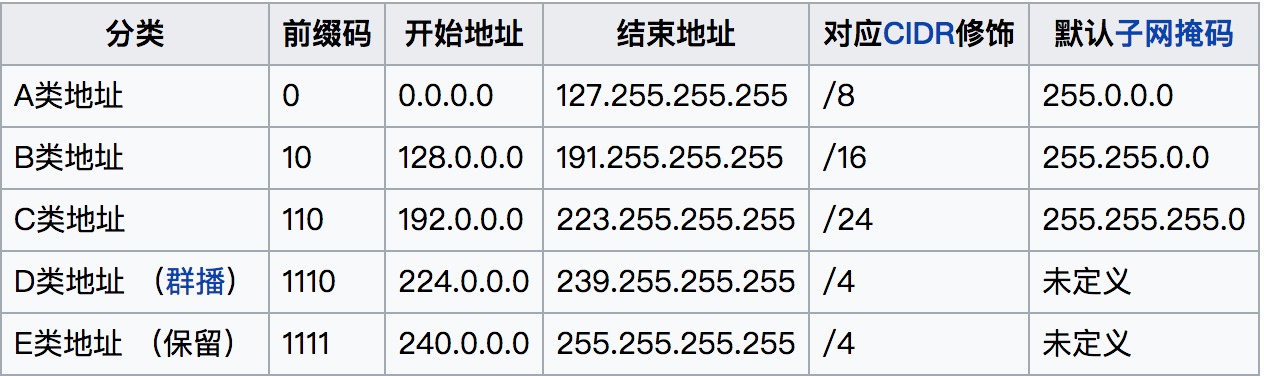 分类 前缀码 开始地址 结束地址 对应CIDR修饰 默认子网掩码
A类地址 0 0.0.0.0 127.255.255.255 /8 255.0.0.0
B类地址 10 128.0.0.0 191.255.255.255 /16 255.255.0.0
C类地址 110 192.0.0.0 223.255.255.255 /24 255.255.255.0
D类地址 （群播） 1110 224.0.0.0 239.255.255.255 /4 未定义
E类地址 （保留） 1111 240.0.0.0 255.255.255.255 /4 未定义